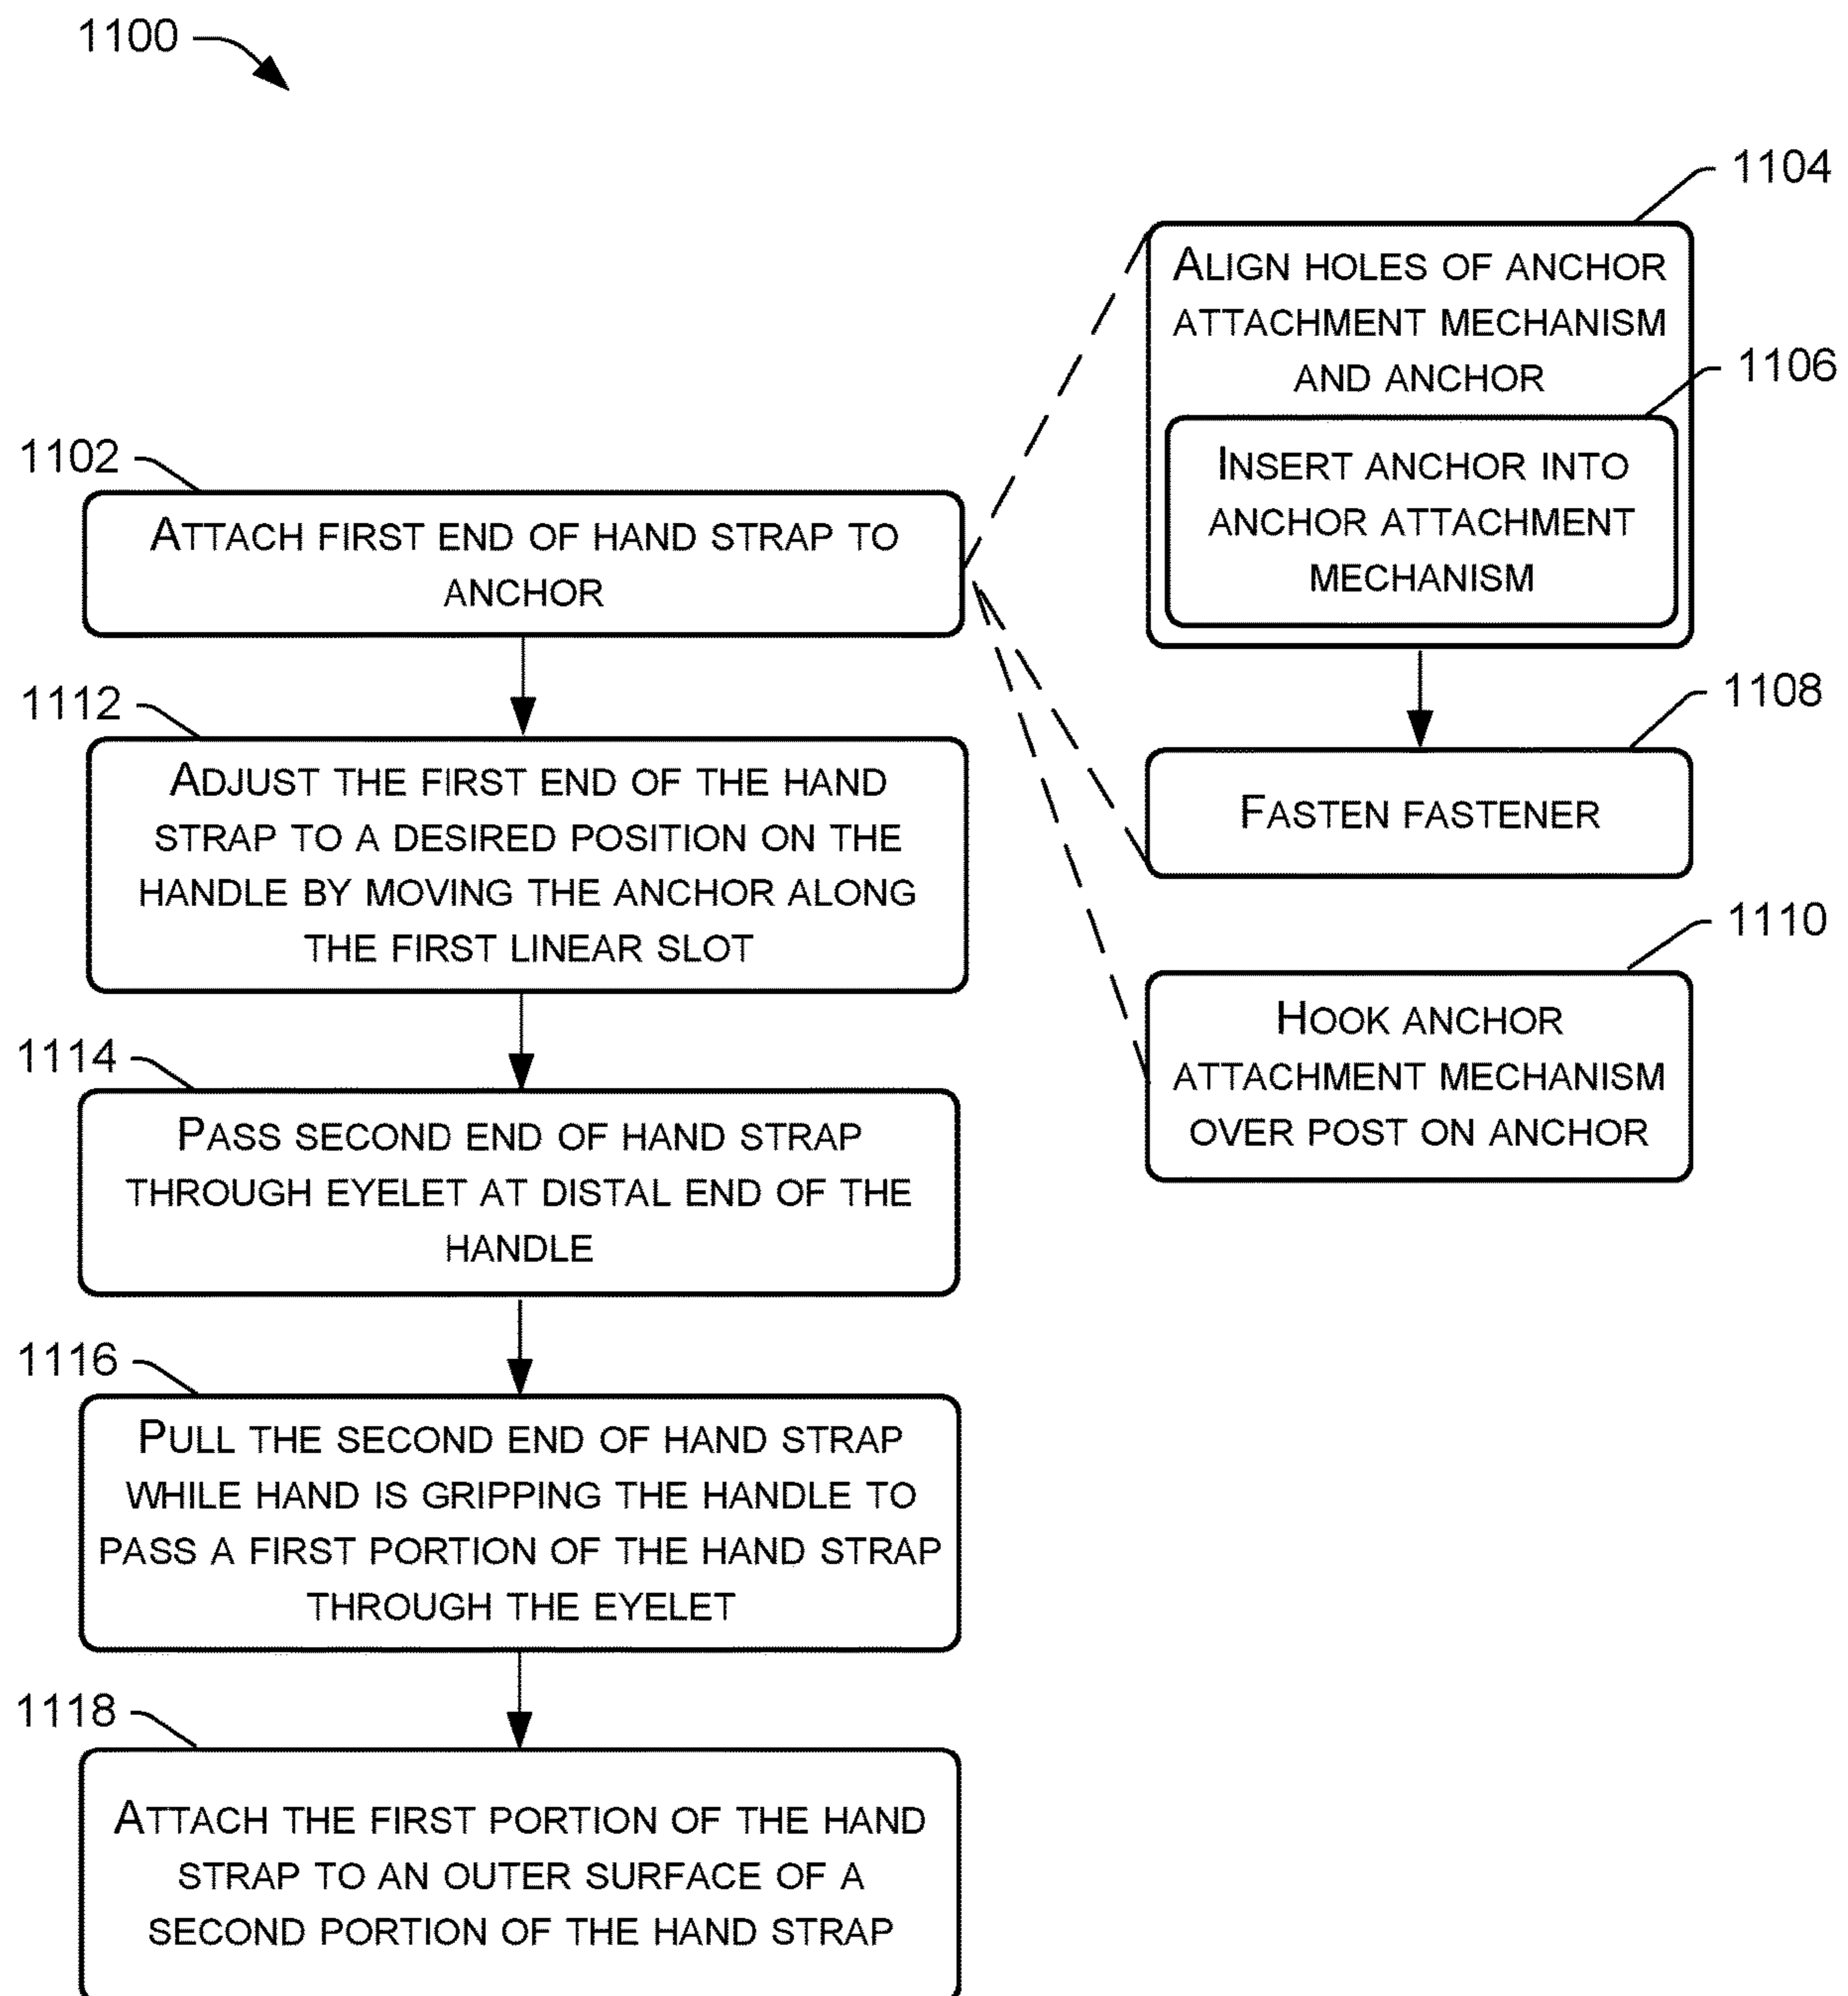 1100
1104
ALIGN HOLES OF ANCHOR
ATTACHMENT MECHANISM
AND ANCHOR
1106
INSERT ANCHOR INTO
ANCHOR ATTACHMENT
MECHANISM
1102
ATTACH FIRST END OF HAND STRAP TO
ANCHOR
1108
FASTEN FASTENER
1112
ADJUST THE FIRST END OF THE HAND
STRAP TO A DESIRED POSITION ON THE
HANDLE BY MOVING THE ANCHOR ALONG
THE FIRST LINEAR SLOT
1110
HOOK ANCHOR
ATTACHMENT MECHANISM
OVER POST ON ANCHOR
1114
PASS SECOND END OF HAND STRAP
THROUGH EYELET AT DISTAL END OF THE
HANDLE
1116
PULL THE SECOND END OF HAND STRAP
WHILE HAND IS GRIPPING THE HANDLE TO
PASS A FIRST PORTION OF THE HAND STRAP
THROUGH THE EYELET
1118
ATTACH THE FIRST PORTION OF THE HAND
STRAP TO AN OUTER SURFACE OF A
SECOND PORTION OF THE HAND STRAP